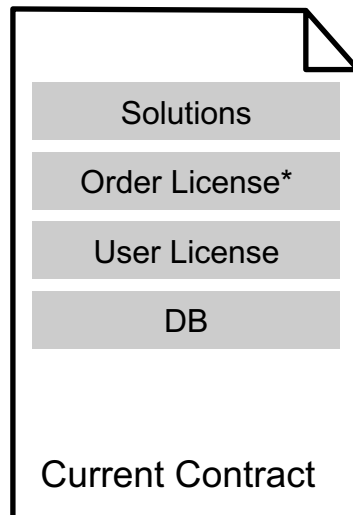 Solutions
Order License*
User License
DB
Current Contract